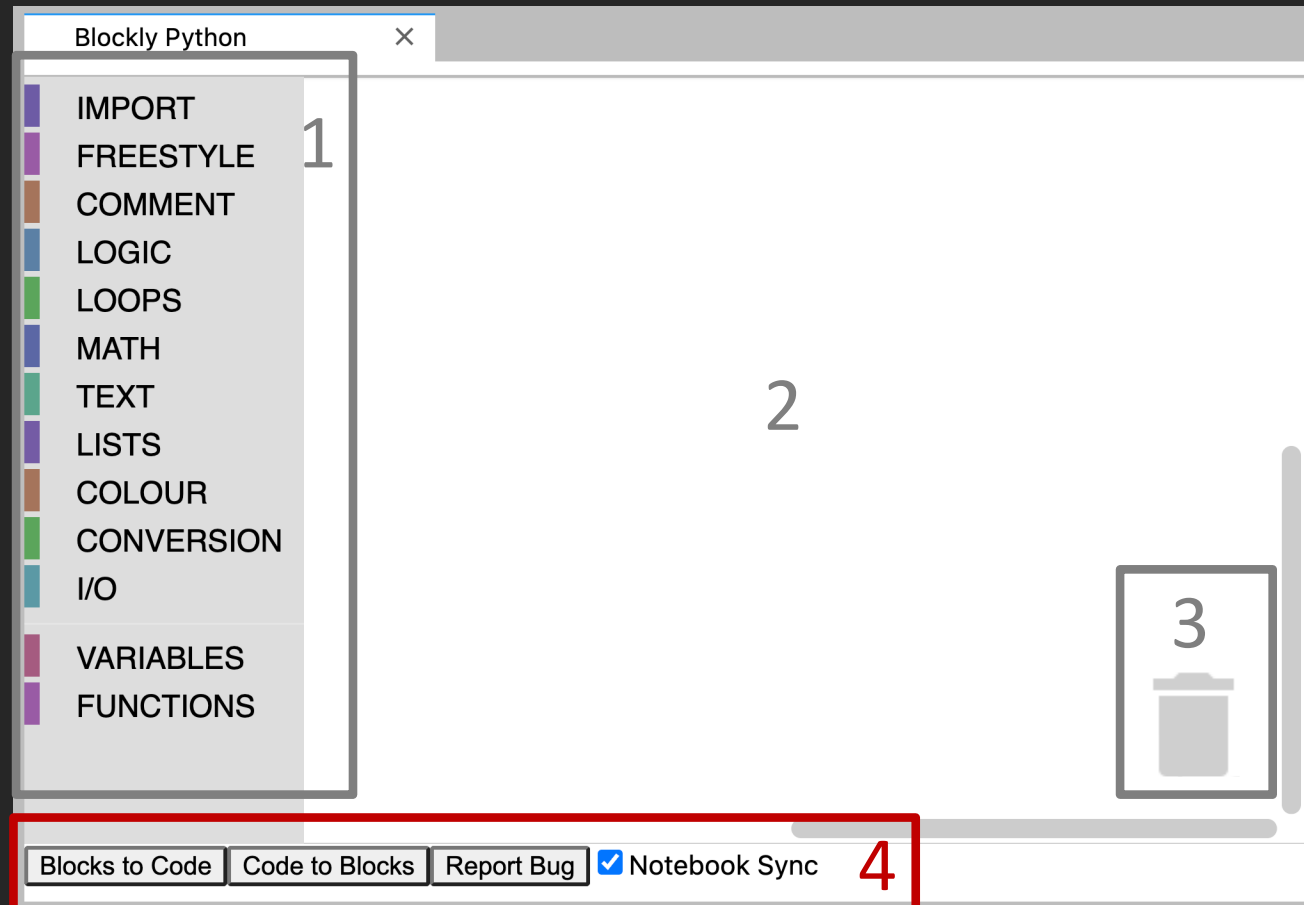 Blockly Python
IMPORT
1
FREESTYLE
COMMENT
LOGIC
LOOPS
MATH
TEXT
2
LISTS
COLOUR
CONVERSION
I/O
3
VARIABLES
FUNCTIONS
Blocks to Code Code to Blocks Report Bug Notebook Sync 4